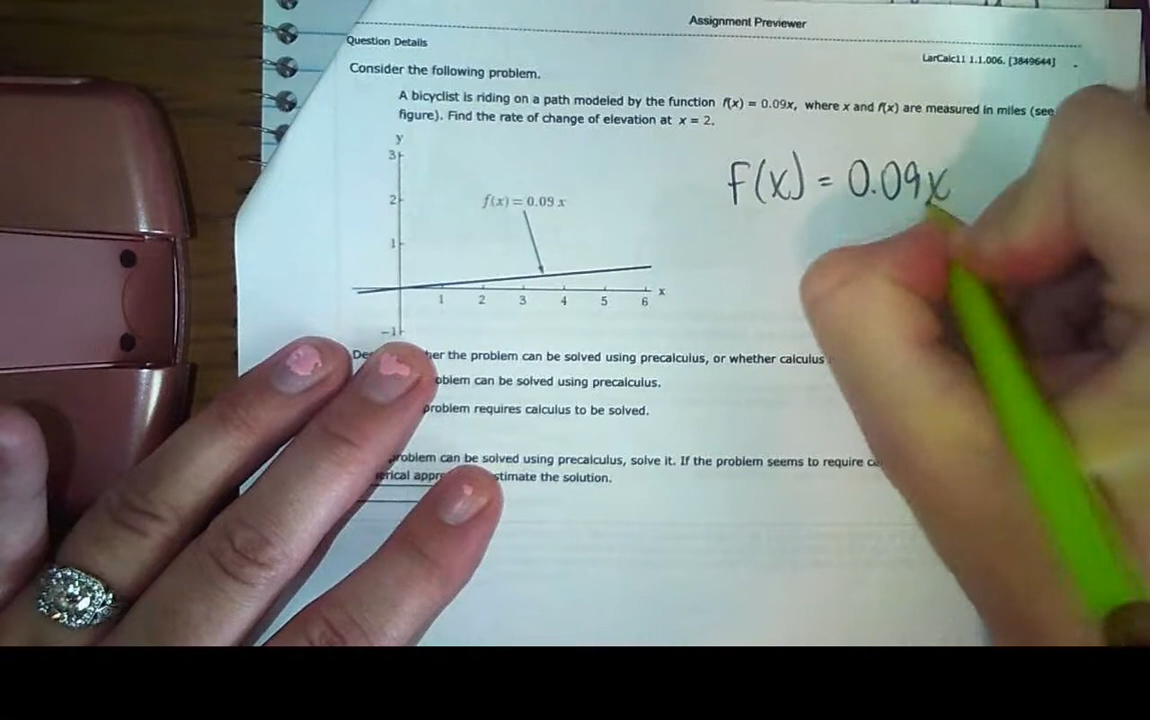 Assignment Previewer
Question Details
LarCalc11 1.1.006. [3849644]
Consider the following problem.
A bicyclist is riding on a path modeled by the function f(x) = 0.09x, where x and f(x) are measured in miles (see
figure). Find the rate of change of elevation at x = 2.
y
3
f(x) = 0.09x
2
f(x) = 0.09 x
1
x
1 2 3 4 5 6
−1
the problem can be solved using precalculus, or whether calculus
problem can be solved using precalculus.
problem requires calculus to be solved.
problem can be solved using precalculus, solve it. If the problem seems to require
the solution.